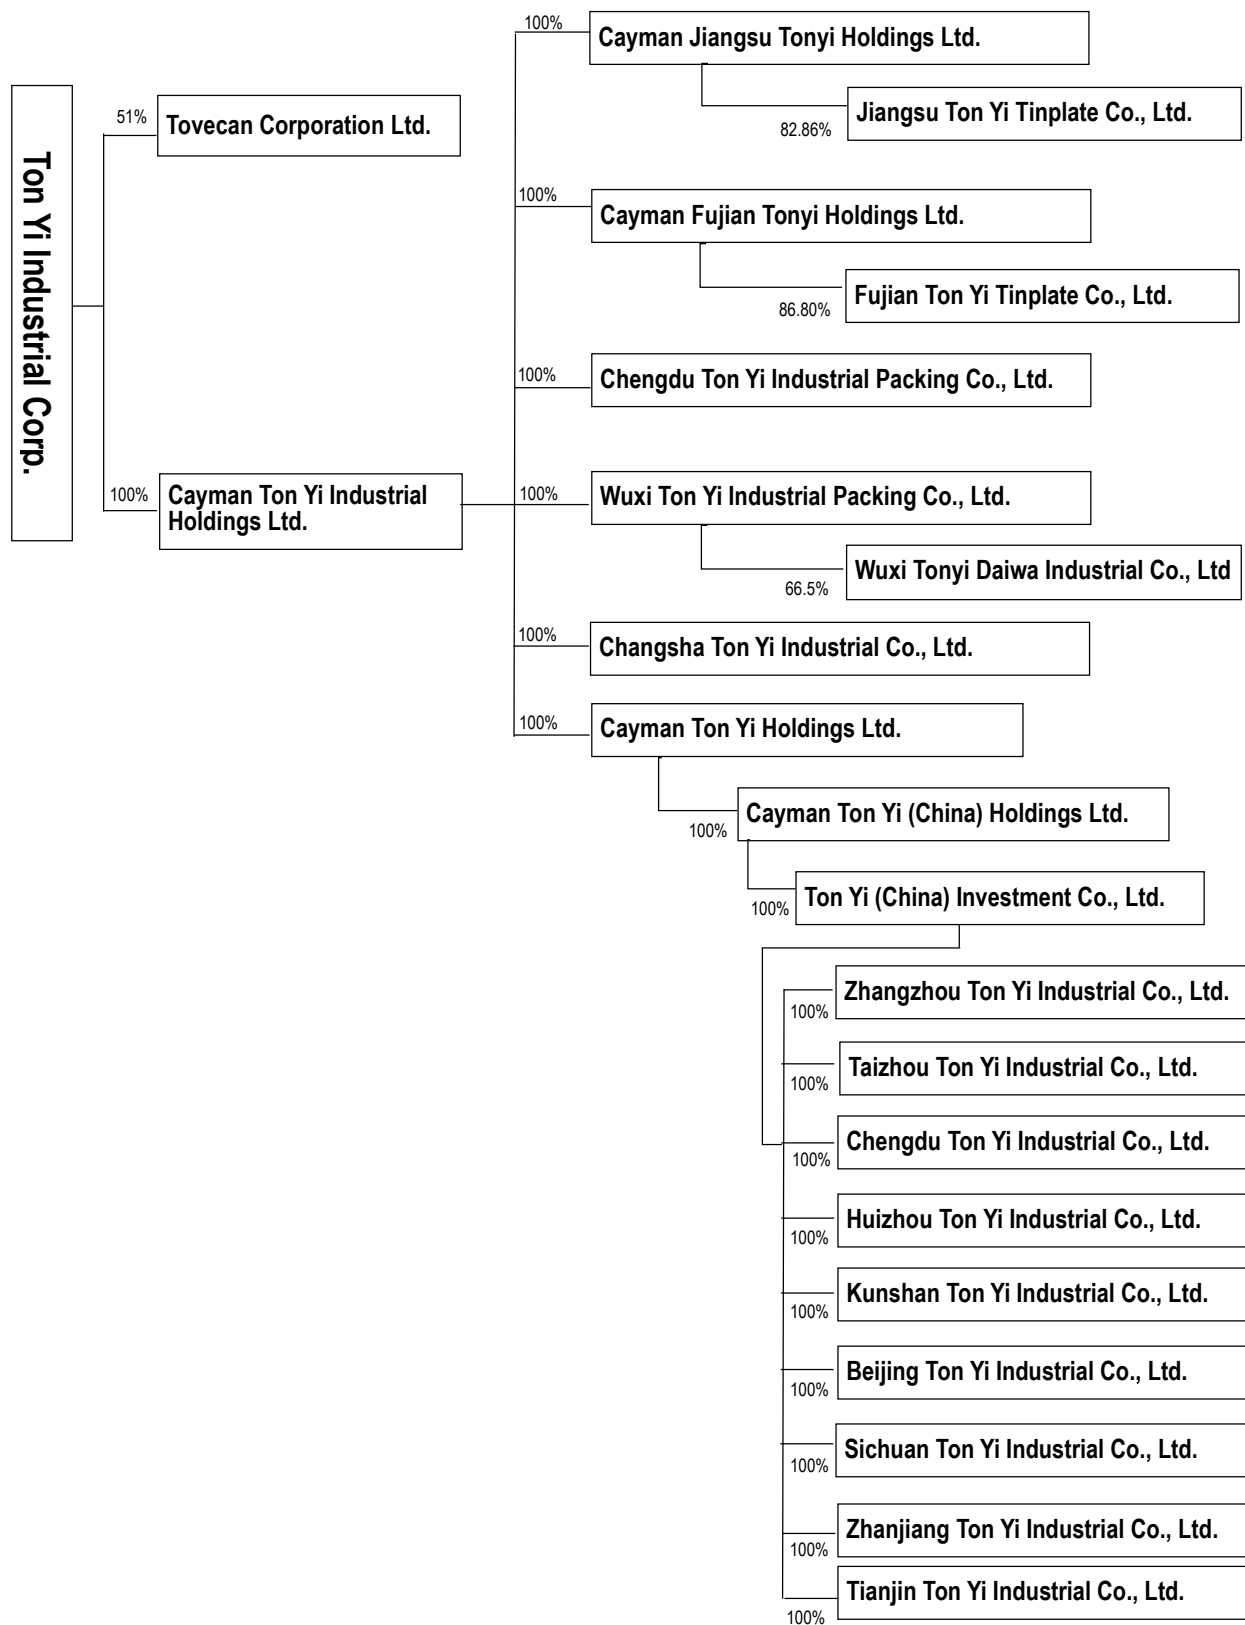 Ton Yi Industrial Corp.
51%
Tovecan Corporation Ltd.
100%
Cayman Ton Yi Industrial
Holdings Ltd.
100%
Cayman Jiangsu Tonyi Holdings Ltd.
82.86%
Jiangsu Ton Yi Tinplate Co., Ltd.
100%
Cayman Fujian Tonyi Holdings Ltd.
86.80%
Fujian Ton Yi Tinplate Co., Ltd.
100%
Chengdu Ton Yi Industrial Packing Co., Ltd.
100%
Wuxi Ton Yi Industrial Packing Co., Ltd.
66.5%
Wuxi Tonyi Daiwa Industrial Co., Ltd
100%
Changsha Ton Yi Industrial Co., Ltd.
100%
Cayman Ton Yi Holdings Ltd.
100%
Cayman Ton Yi (China) Holdings Ltd.
100%
Ton Yi (China) Investment Co., Ltd.
100%
Zhangzhou Ton Yi Industrial Co., Ltd.
100%
Taizhou Ton Yi Industrial Co., Ltd.
100%
Chengdu Ton Yi Industrial Co., Ltd.
100%
Huizhou Ton Yi Industrial Co., Ltd.
100%
Kunshan Ton Yi Industrial Co., Ltd.
100%
Beijing Ton Yi Industrial Co., Ltd.
100%
Sichuan Ton Yi Industrial Co., Ltd.
100%
Zhanjiang Ton Yi Industrial Co., Ltd.
100%
Tianjin Ton Yi Industrial Co., Ltd.